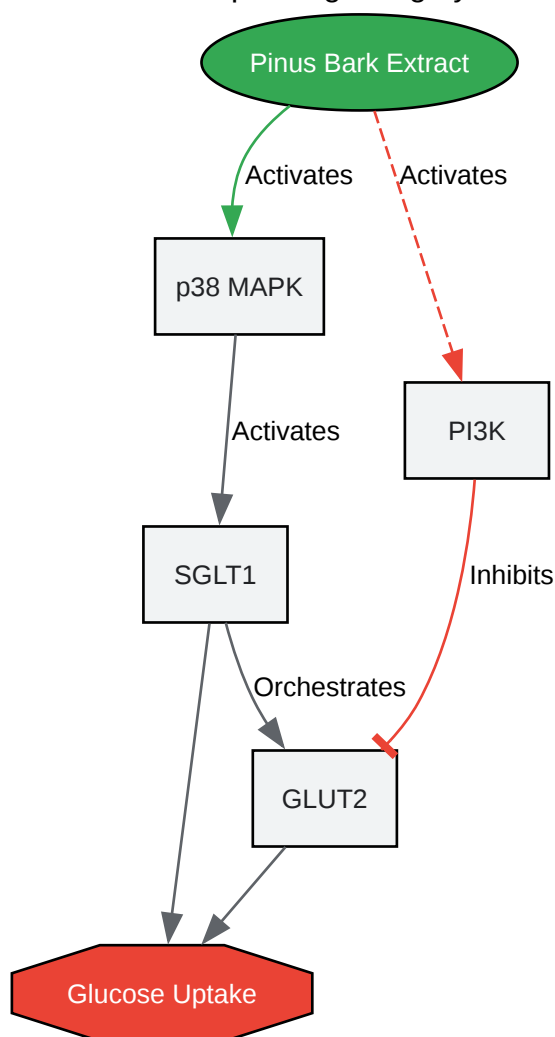 Pinus Bark Extract
Activates
Activates
p38 MAPK
PI3K
Activates
SGLT1
Inhibits
Orchestrates
GLUT2
Glucose Uptake